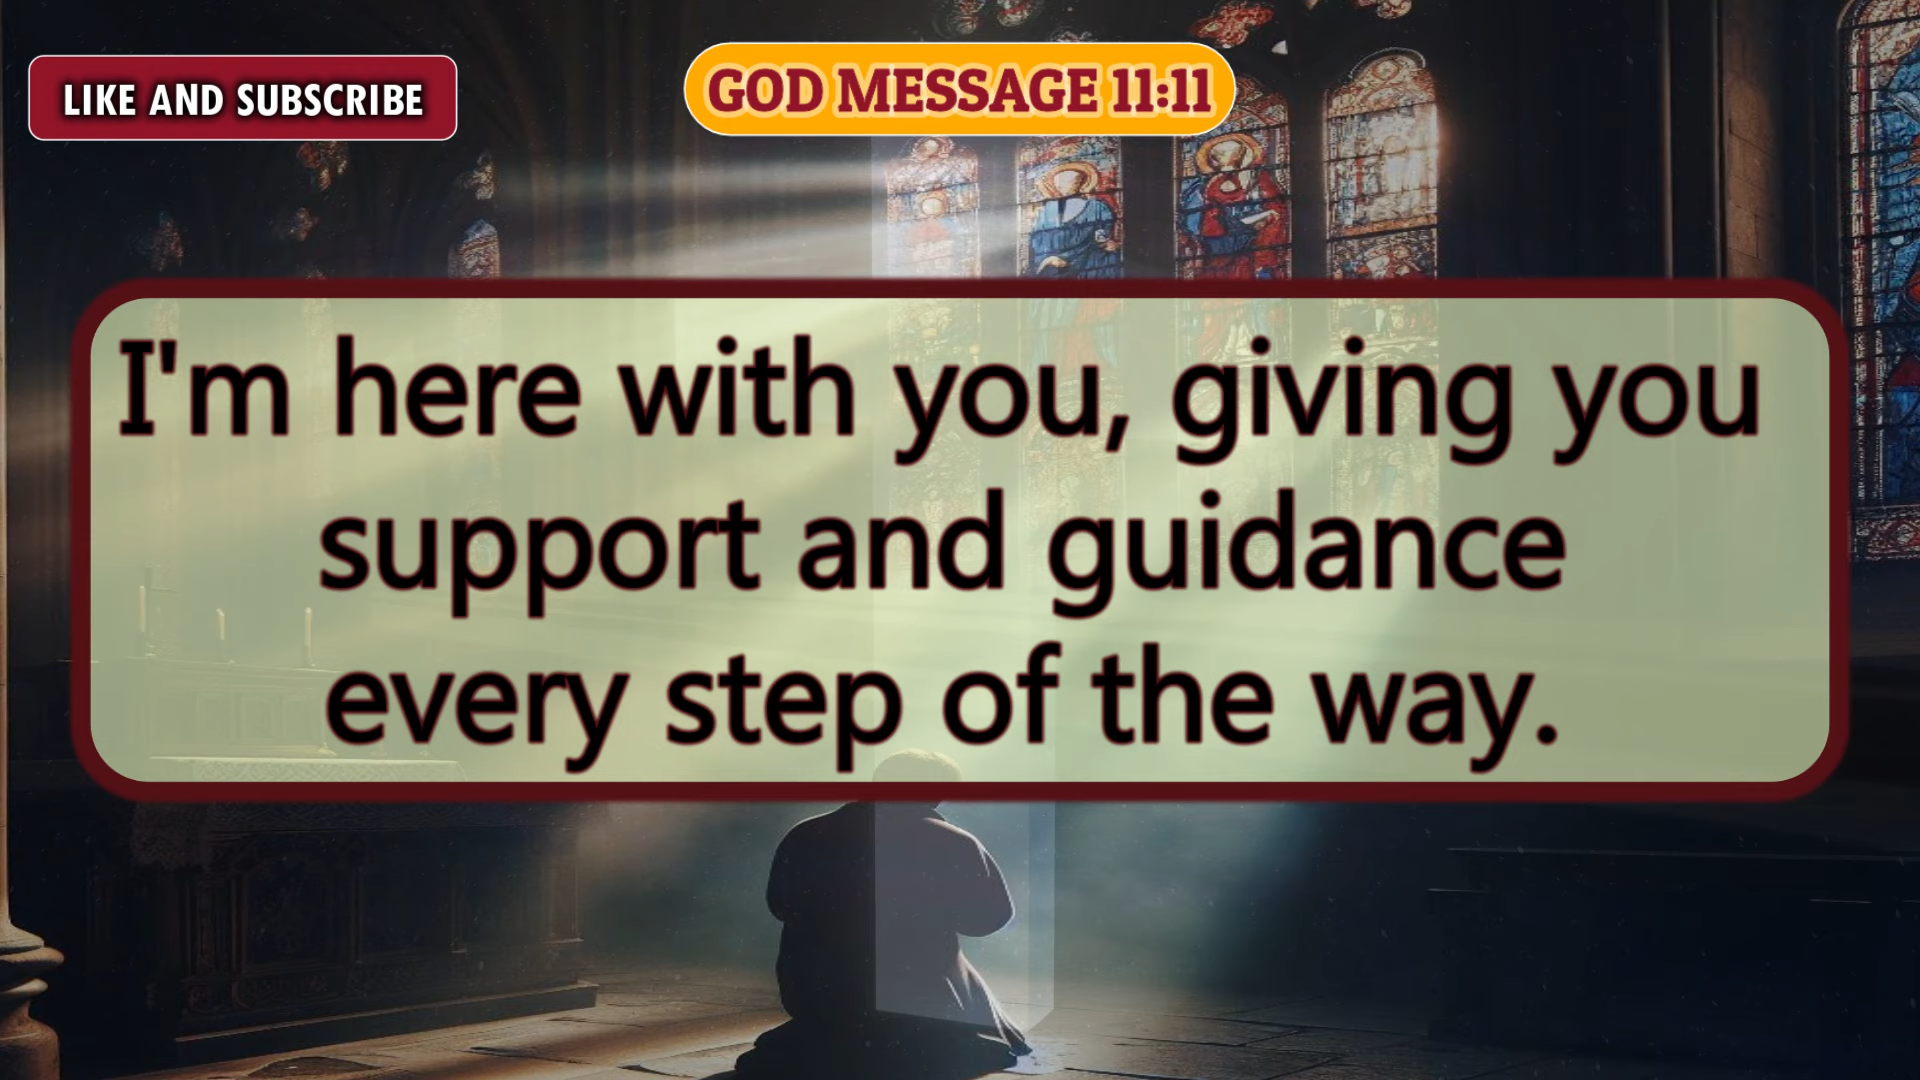 LIKE AND SUBSCRIBE
GOD MESSAGE 11:11
I'm here with you, giving you
support and guidance
every step of the way.